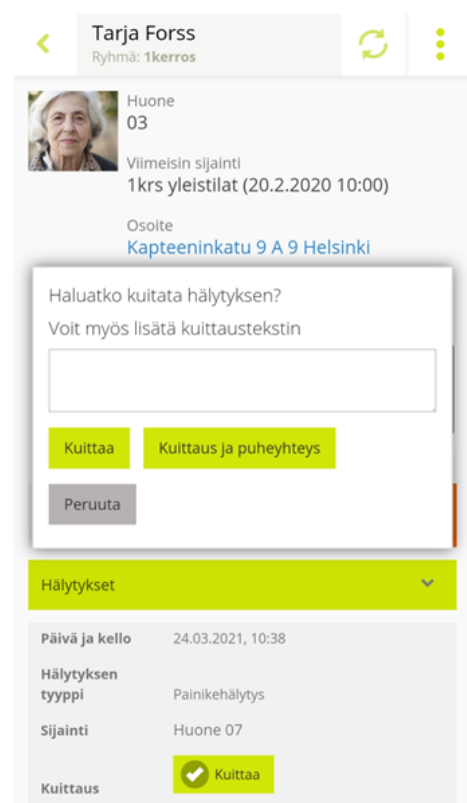 Tarja Forss
Ryhmä: 1kerros
Huone
03
Viimeisin sijainti
1krs yleistilat (20.2.2020 10:00)
Osoite
Kapteeninkatu 9 A 9 Helsinki
Haluatko kuitata hälytyksen?
Voit myös lisätä kuittaustekstin
Kuittaa
Kuittaus ja puheyhteys
Peruuta
Hälytykset
Päivä ja kello 24.03.2021, 10:38
Hälytyksen
tyyppi Painikehälytys
Sijainti Huone 07
Kuittaa
Kuittaus